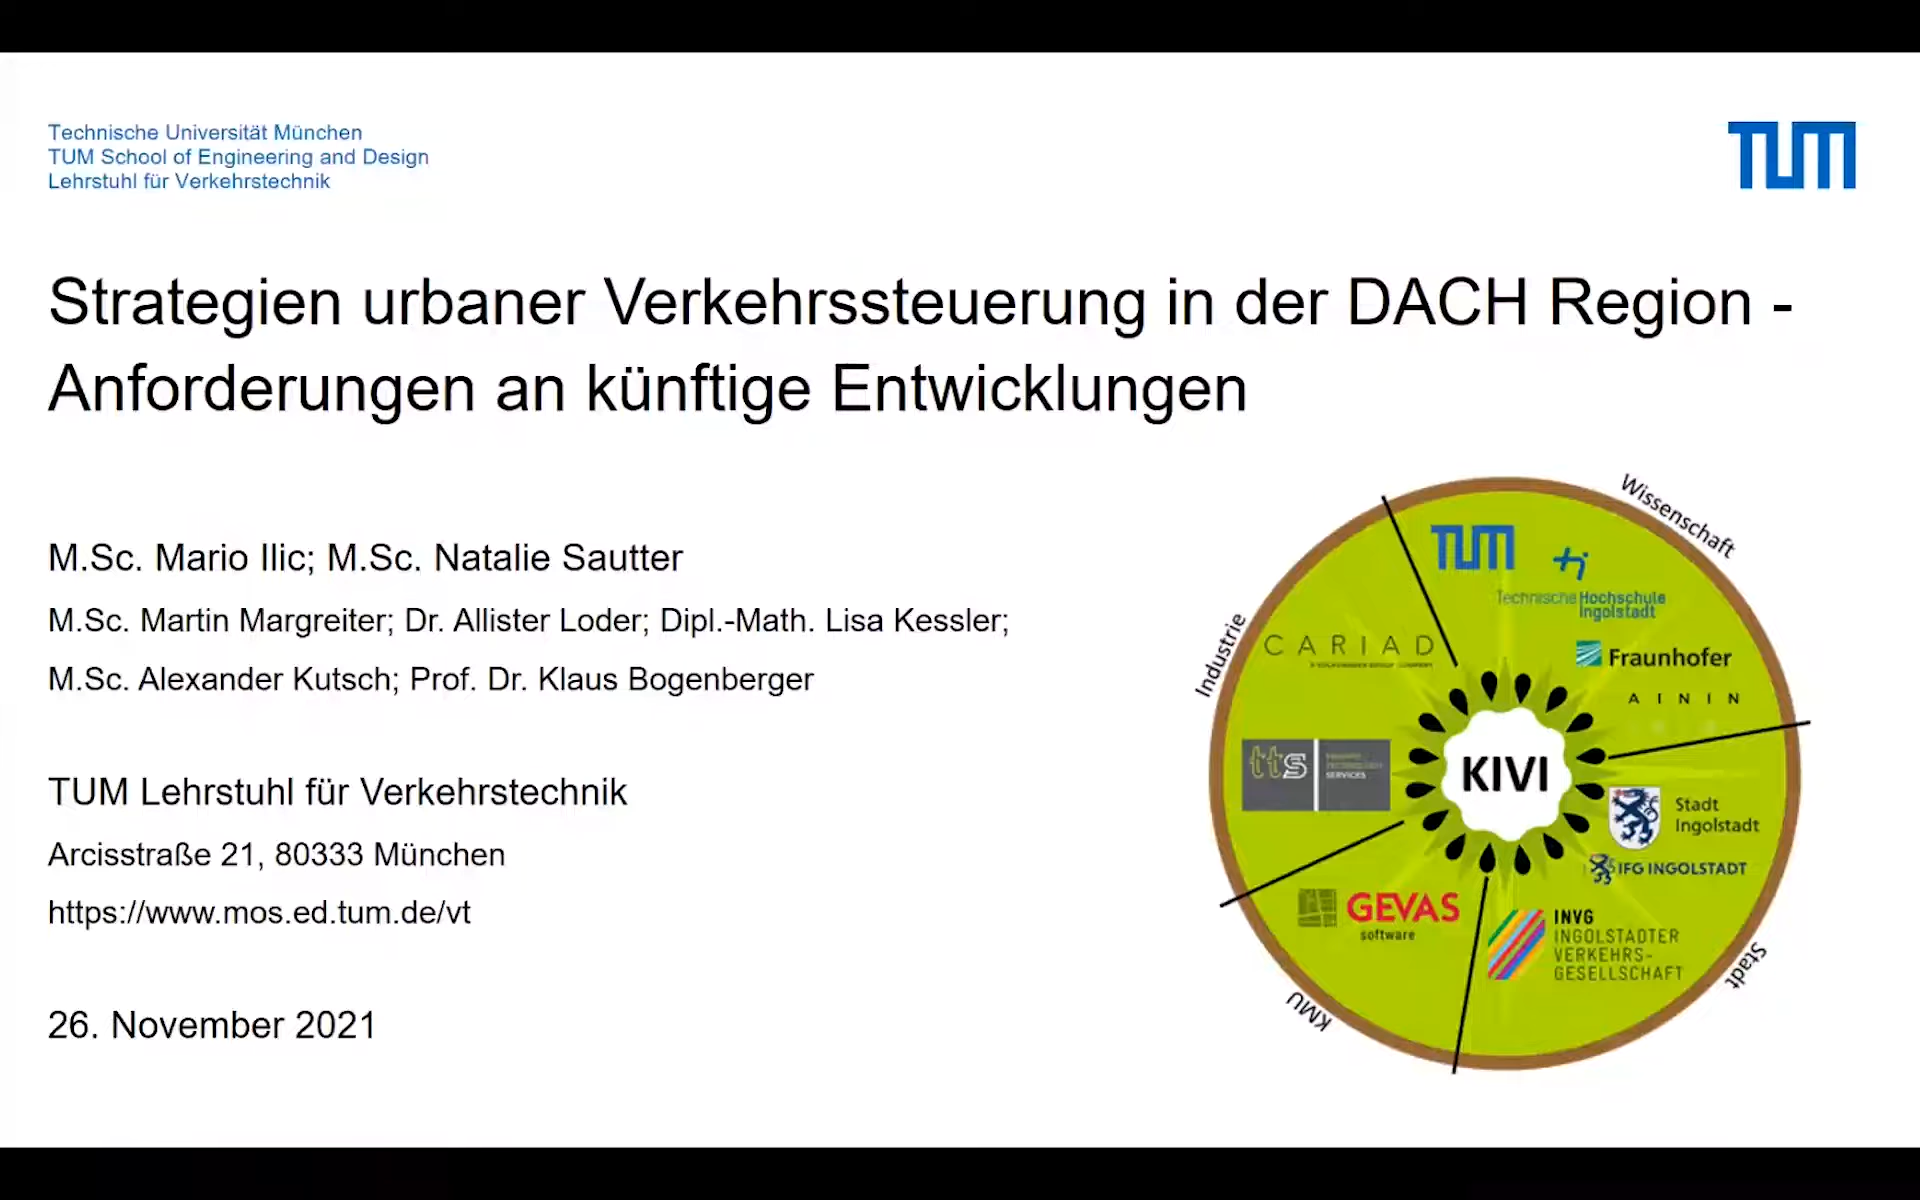 Technische Universität München
TUM School of Engineering and Design
Lehrstuhl für Verkehrstechnik
TUM
Strategien urbaner Verkehrssteuerung in der DACH Region -
Anforderungen an künftige Entwicklungen
M.Sc. Mario Ilic; M.Sc. Natalie Sautter
M.Sc. Martin Margreiter; Dr. Allister Loder; Dipl.-Math. Lisa Kessler;
M.Sc. Alexander Kutsch; Prof. Dr. Klaus Bogenberger
TUM Lehrstuhl für Verkehrstechnik
Arcisstraße 21, 80333 München
https://www.mos.ed.tum.de/vt
26. November 2021
Wissenschaft
TUM
Technische Hochschule
Ingolstadt
Fraunhofer
AININ
Industrie
CARIAD
tts
SERVICES
KIVI
Stadt
Ingolstadt
IFG INGOLSTADT
INVG
INGOLSTÄDTER
VERKEHRS-
GESELLSCHAFT
Stadt
GEVAS
software
KMU